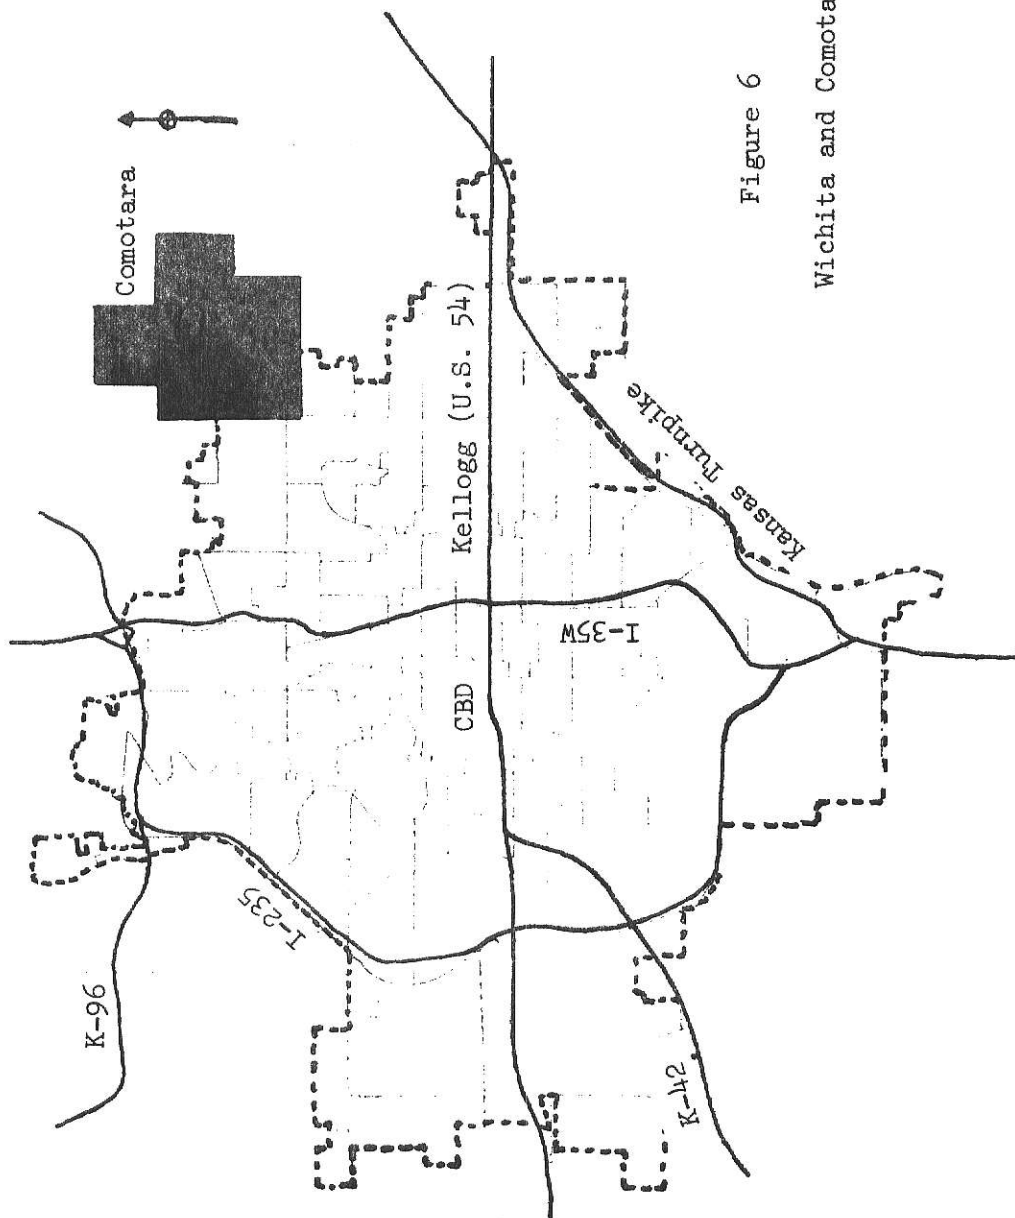 Comotara
K-96
I-235
Kellogg (U.S. 54)
CBD
I-35W
Kansas Turnpike
K-42
Figure 6
Wichita and Comota